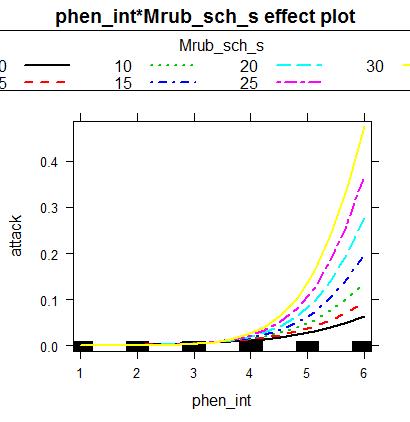 phen_int*Mrub_sch_s effect plot
Mrub_sch_s
0 10 20 30
5 15 25
0.4
0.3
0.2
0.1
0.0
attack
1 2 3 4 5 6
phen_int